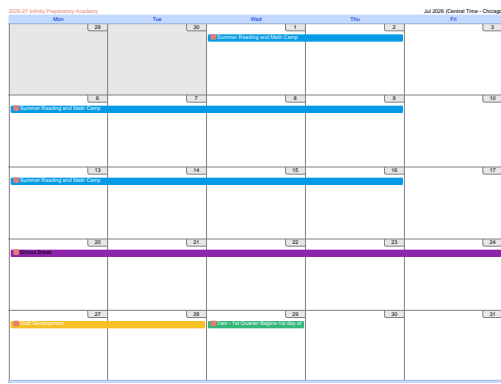 2026-27 Infinity Preparatory Academy
Jul 2026 (Central Time - Chicago
Mon Tue Wed Thu Fri
29 30 1 2 3
Summer Reading and Math Camp
6 7 8 9 10
Summer Reading and Math Camp
13 14 15 16 17
Summer Reading and Math Camp
20 21 22 23 24
School Break
27 28 29 30 31
Staff Development
7am - 1st Quarter Begins-1st day of